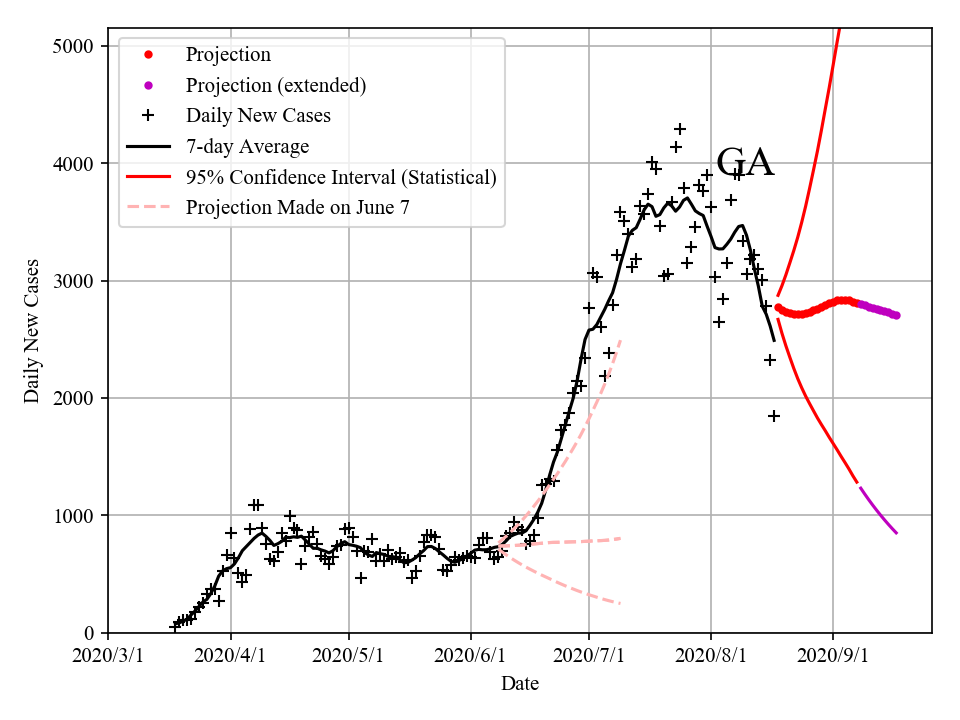 5000
4000
3000
2000
1000
0
Daily New Cases
Projection
Projection (extended)
Daily New Cases
7-day Average
95% Confidence Interval (Statistical)
Projection Made on June 7
GA
2020/3/1 2020/4/1 2020/5/1 2020/6/1 2020/7/1 2020/8/1 2020/9/1
Date